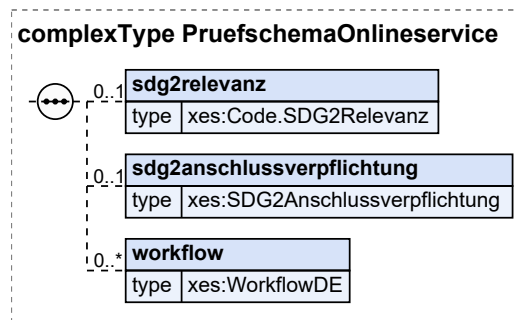 complexType PruefschemaOnlineservice
0..1
sdg2relevanz
type xes:Code.SDG2Relevanz
0..1
sdg2anschlussverpflichtung
type xes:SDG2Anschlussverpflichtung
0..*
workflow
type xes:WorkflowDE